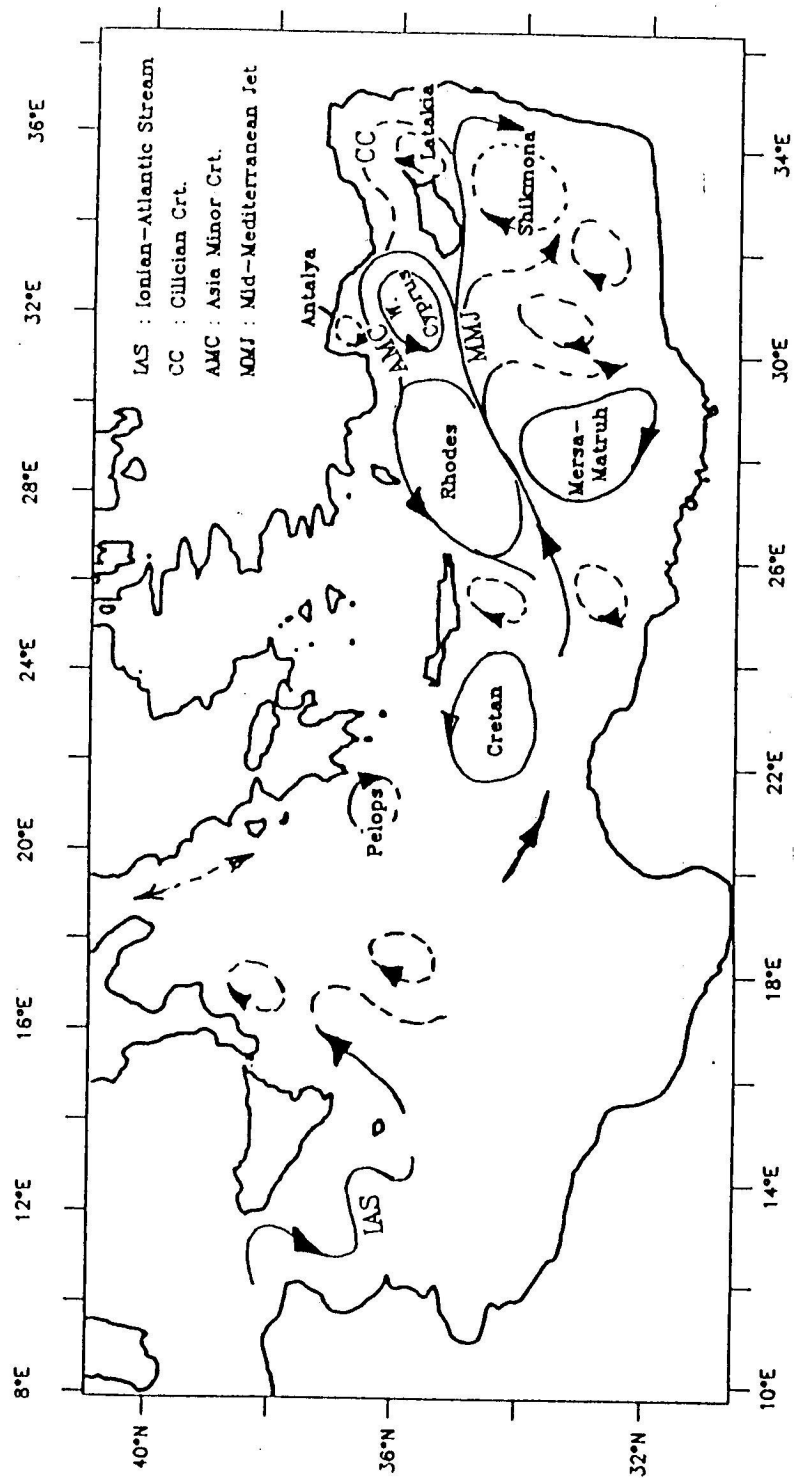 8°E
12°E
16°E
20°E
24°E
28°E
32°E
36°E
40°N
36°N
32°N
IAS : Ionian-Atlantic Stream
CC : Cilician Crt.
AMC : Asia Minor Crt.
MMJ : Mid-Mediterranean Jet
Antalya
CC
Latakia
AMC
W.
Cyprus
MMJ
Shikmona
Rhodes
Mersa-
Matruh
Cretan
Pelops
IAS
10°E
14°E
18°E
22°E
26°E
30°E
34°E